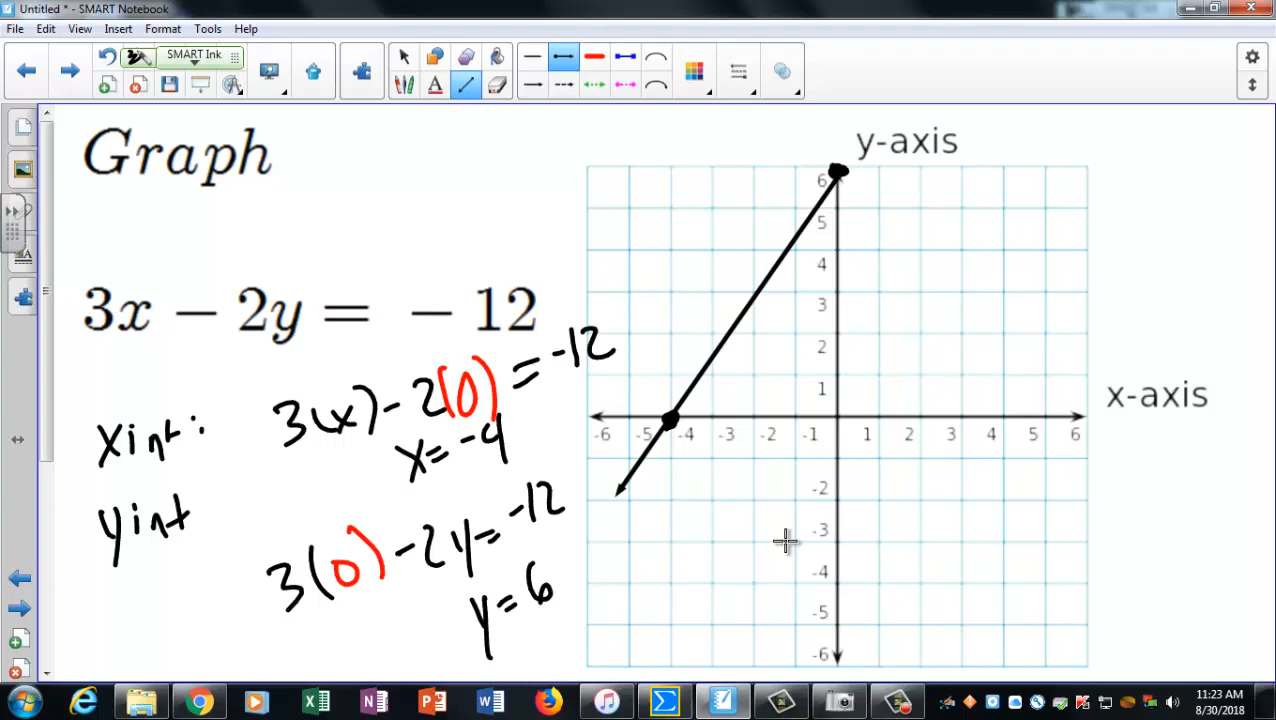 Untitled * - SMART Notebook
File Edit View Insert Format Tools Help
SMART Ink
Graph
y-axis
3x − 2y = − 12
3(x) - 2(0) = -12
xint:
x = -4
yint
3(0) - 2y = -12
y = 6
6
5
4
3
2
1
x-axis
-6 -5 -4 -3 -2 -1 1 2 3 4 5 6
-2
-3
-4
-5
-6
11:23 AM
8/30/2018